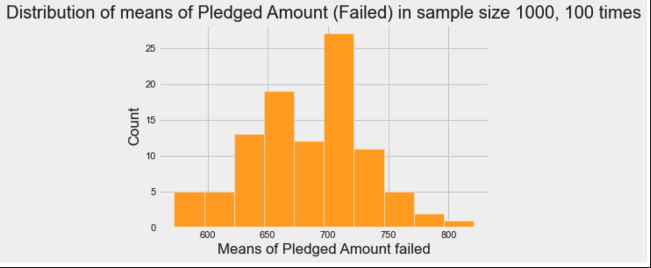 Distribution of means of Pledged Amount (Failed) in sample size 1000, 100 times
25
20
15
10
5
0
Count
600 650 700 750 800
Means of Pledged Amount failed